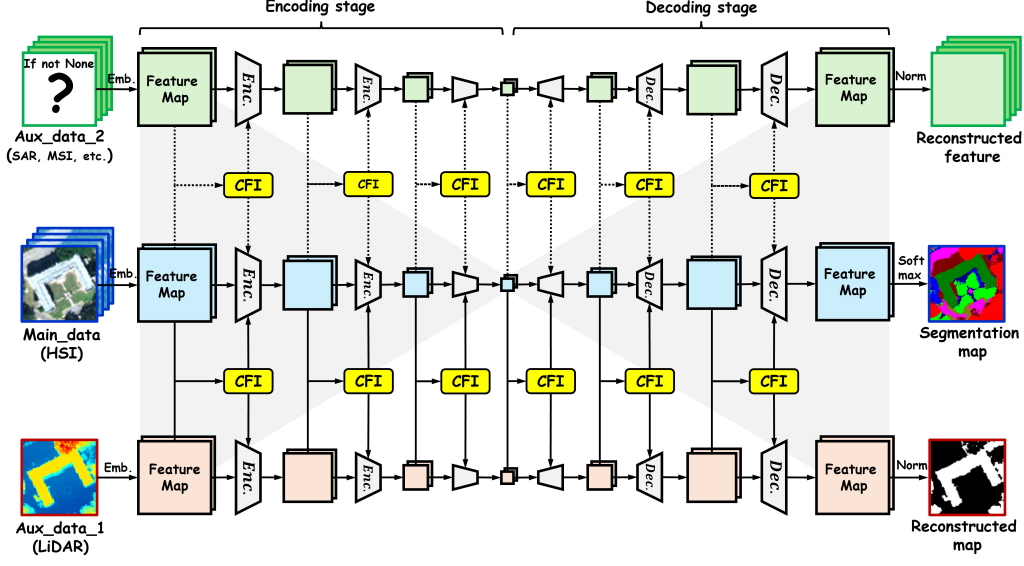 Encoding stage
Decoding stage
If not None
?
Emb.
Feature
Map
Enc.
Enc.
Dec.
Dec.
Feature
Map
Norm
Aux_data_2
(SAR, MSI, etc.)
Reconstructed
feature
CFI
CFI
CFI
CFI
CFI
CFI
Emb.
Feature
Map
Enc.
Enc.
Dec.
Dec.
Feature
Map
Soft
max
Main_data
(HSI)
Segmentation
map
CFI
CFI
CFI
CFI
CFI
CFI
Emb.
Feature
Map
Enc.
Enc.
Dec.
Dec.
Feature
Map
Norm
Aux_data_1
(LiDAR)
Reconstructed
map